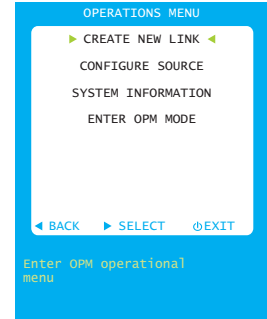 OPERATIONS MENU
▶ CREATE NEW LINK ◀
CONFIGURE SOURCE
SYSTEM INFORMATION
ENTER OPM MODE
◀ BACK ▶ SELECT ⏻EXIT
Enter OPM operational
menu